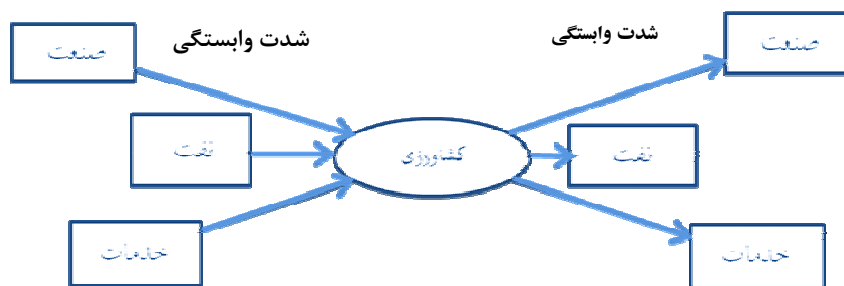 شدت وابستگی
شدت وابستگی
صنعت
صنعت
نفت
کشاورزی
نفت
خدمات
خدمات